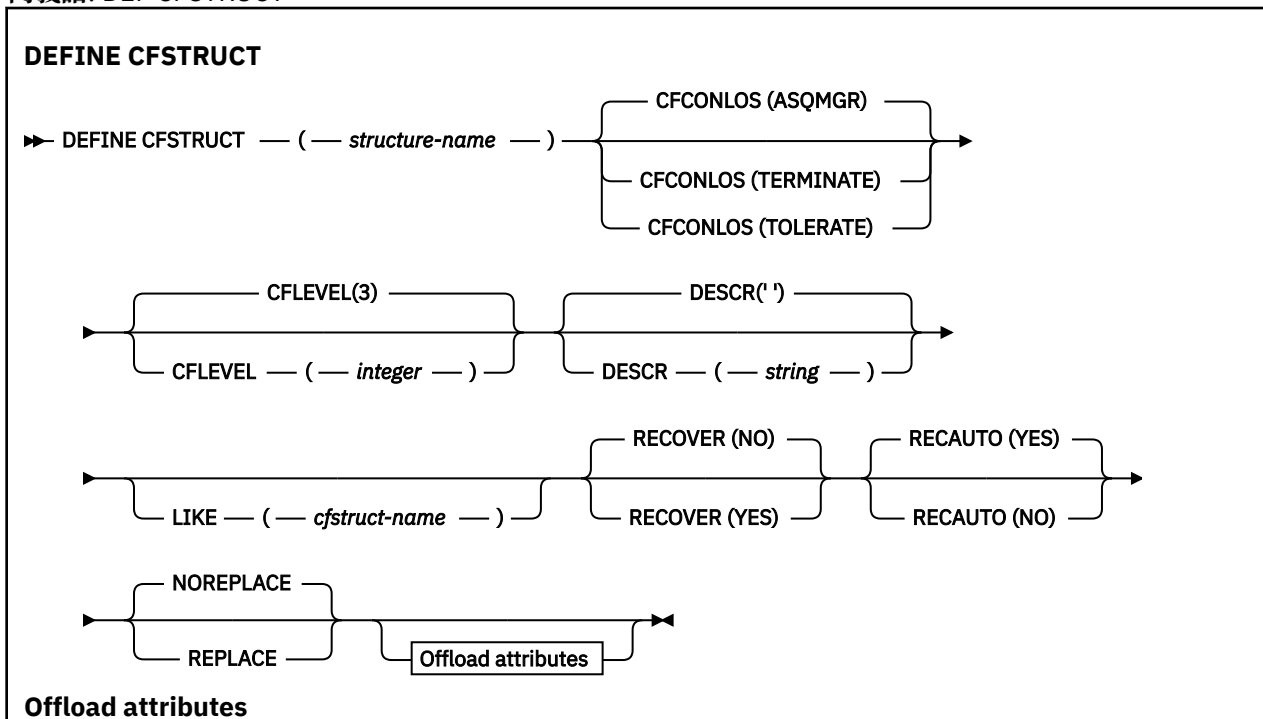 DEFINE CFSTRUCT
CFCONLOS (ASQMGR)
DEFINE CFSTRUCT ( structure-name )
CFCONLOS (TERMINATE)
CFCONLOS (TOLERATE)
CFLEVEL(3) DESCR(' ')
CFLEVEL ( integer ) DESCR ( string )
RECOVER (NO) RECAUTO (YES)
LIKE ( cfstruct-name ) RECOVER (YES) RECAUTO (NO)
NOREPLACE
REPLACE Offload attributes
Offload attributes